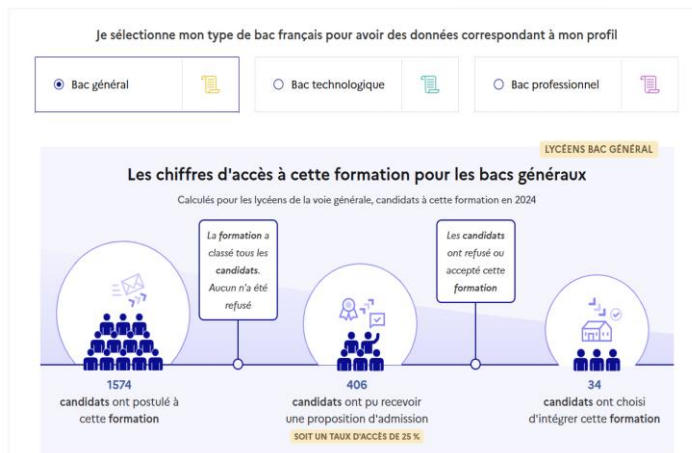 Je sélectionne mon type de bac français pour avoir des données correspondant à mon profil
Bac général
Bac technologique
Bac professionnel
LYCÉENS BAC GÉNÉRAL
Les chiffres d'accès à cette formation pour les bacs généraux
Calculés pour les lycéens de la voie générale, candidats à cette formation en 2024
La formation a
classé tous les
candidats.
Aucun n'a été
refusé
Les candidats
ont refusé ou
accepté cette
formation
1574
candidats ont postulé à
cette formation
406
candidats ont pu recevoir
une proposition d'admission
SOIT UN TAUX D'ACCÈS DE 25 %
34
candidats ont choisi
d'intégrer cette formation